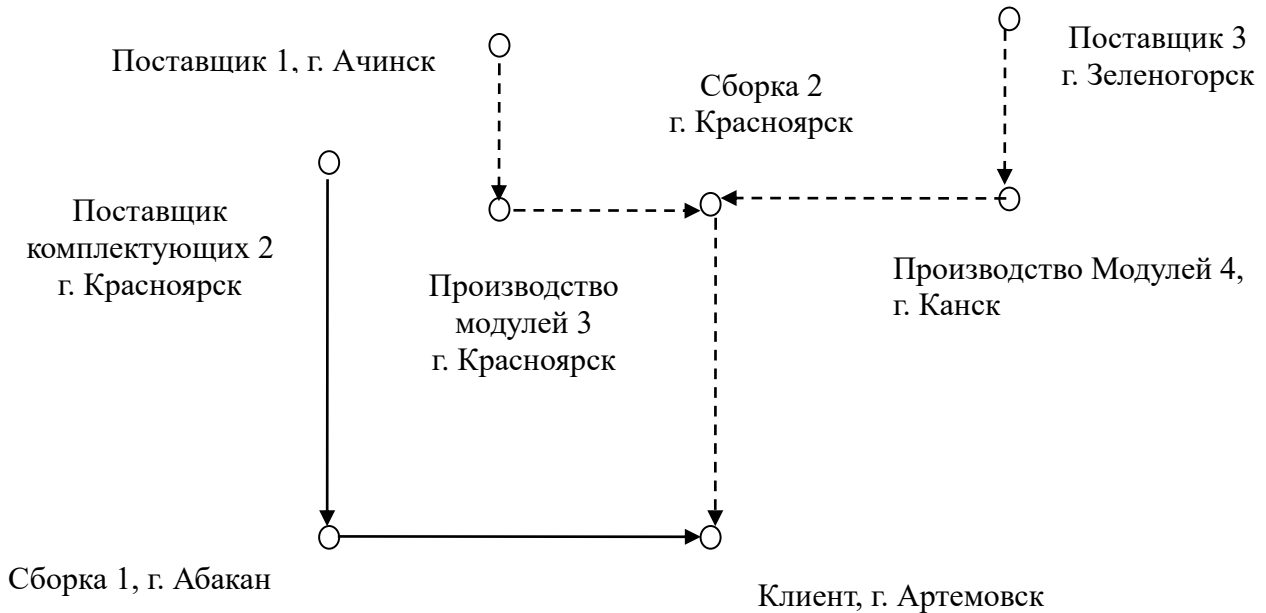 Поставщик 1, г. Ачинск
Поставщик 3
г. Зеленогорск
Сборка 2
г. Красноярск
Поставщик
комплектующих 2
г. Красноярск
Производство
модулей 3
г. Красноярск
Производство Модулей 4,
г. Канск
Сборка 1, г. Абакан
Клиент, г. Артемовск